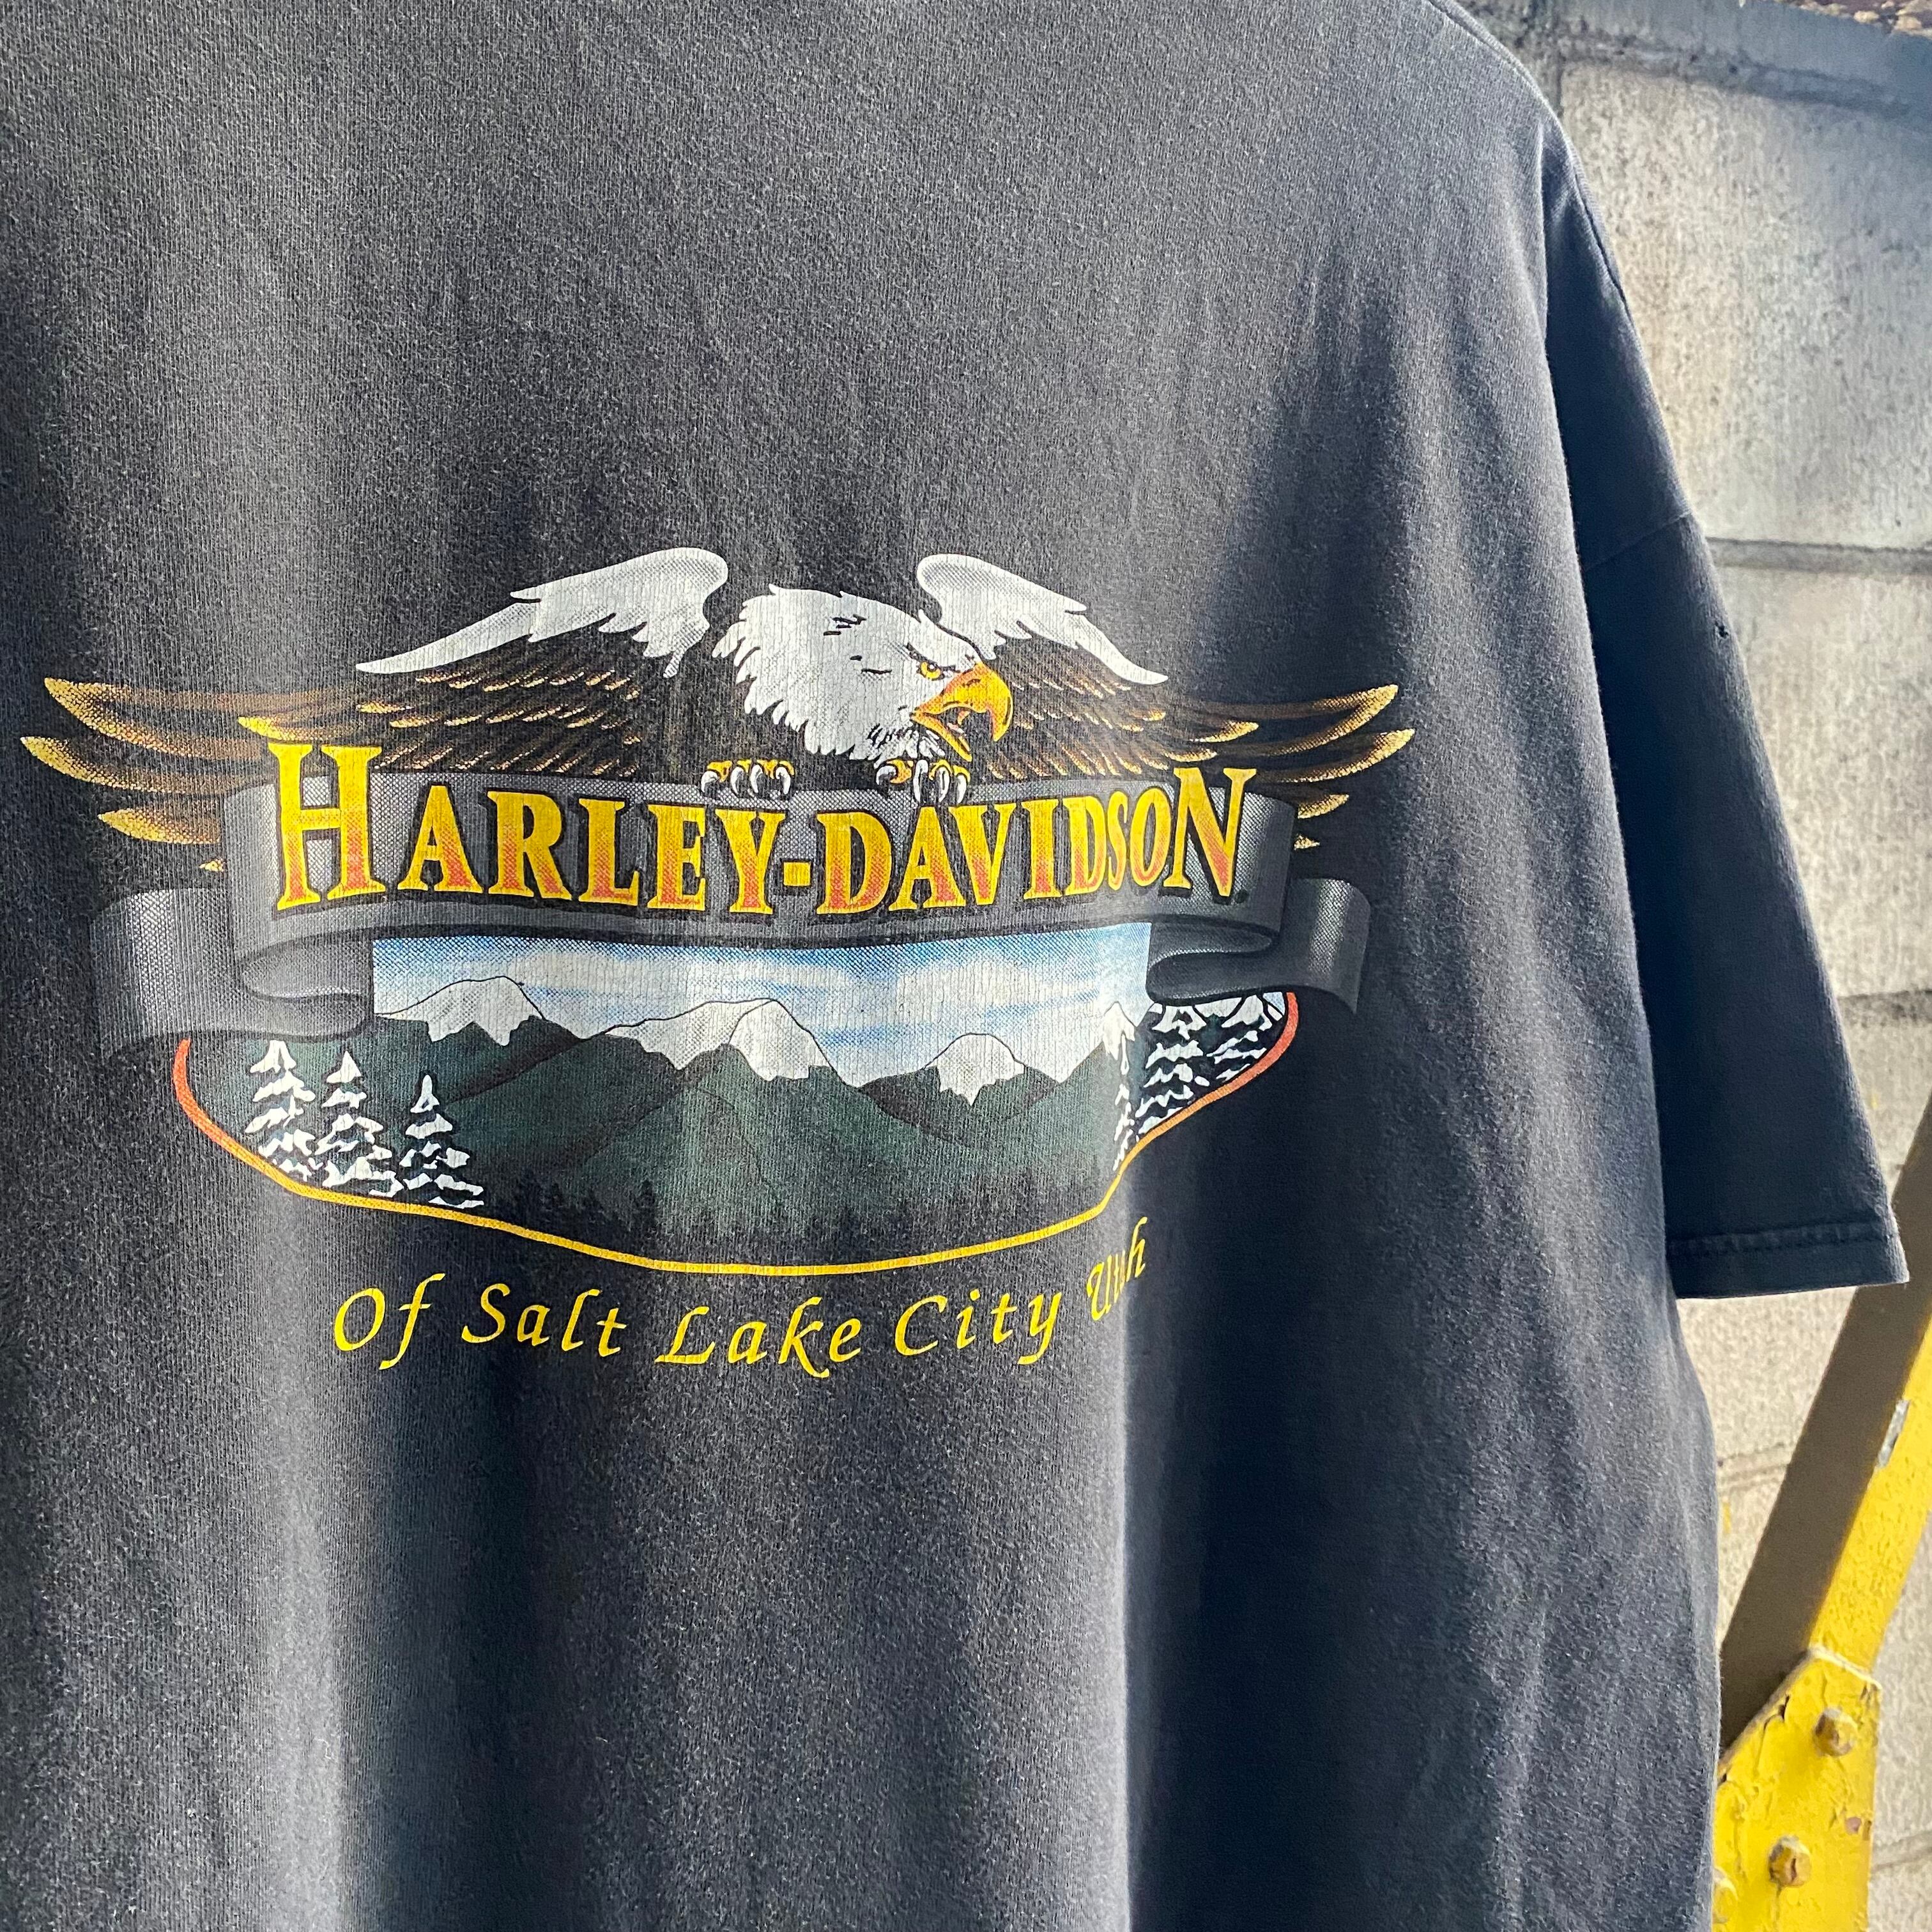 HARLEY-DAVIDSON
Of Salt Lake City Utah